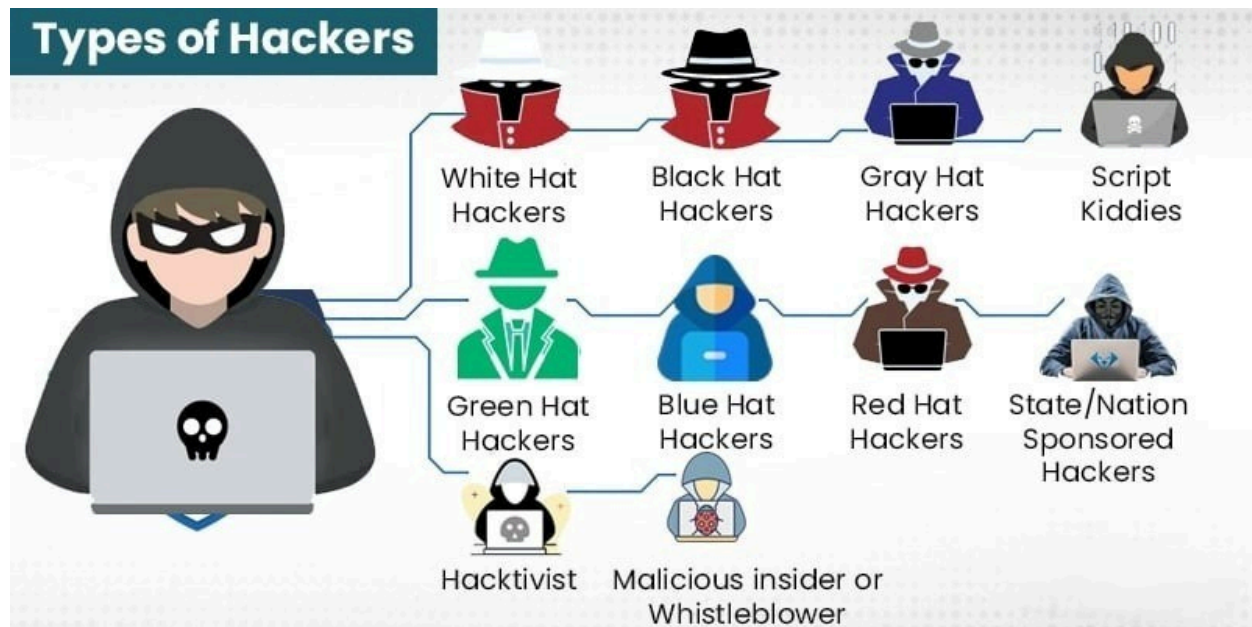 Types of Hackers
White Hat
Hackers
Black Hat
Hackers
Gray Hat
Hackers
Script
Kiddies
Green Hat
Hackers
Blue Hat
Hackers
Red Hat
Hackers
State/Nation
Sponsored
Hackers
Hacktivist
Malicious insider or
Whistleblower